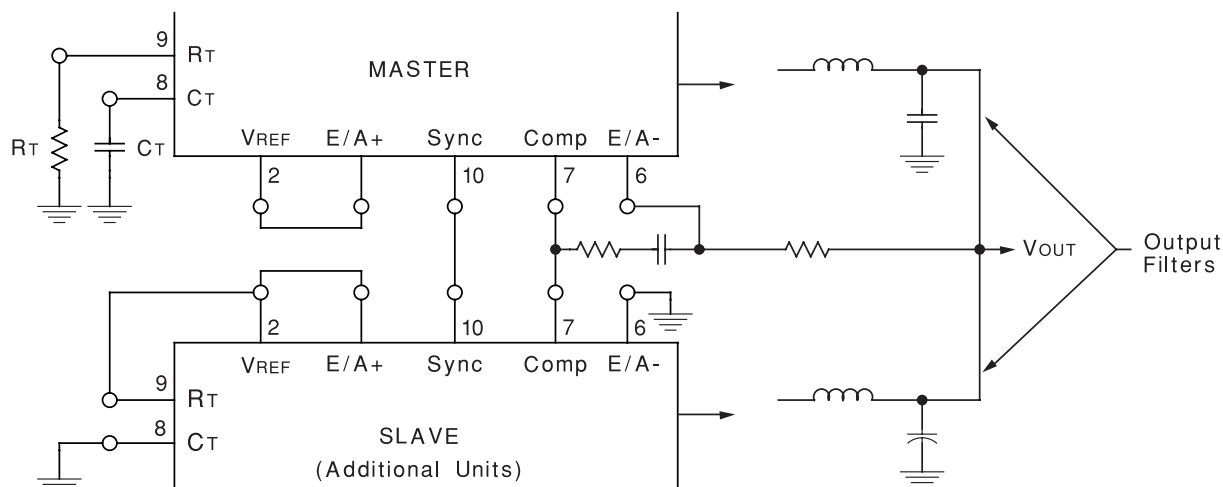 9 RT
MASTER
8 CT
RT CT
VREF E/A+ Sync Comp E/A-
2 10 7 6
VOUT
Output
Filters
2 10 7 6
VREF E/A+ Sync Comp E/A-
9 RT
8 CT
SLAVE
(Additional Units)